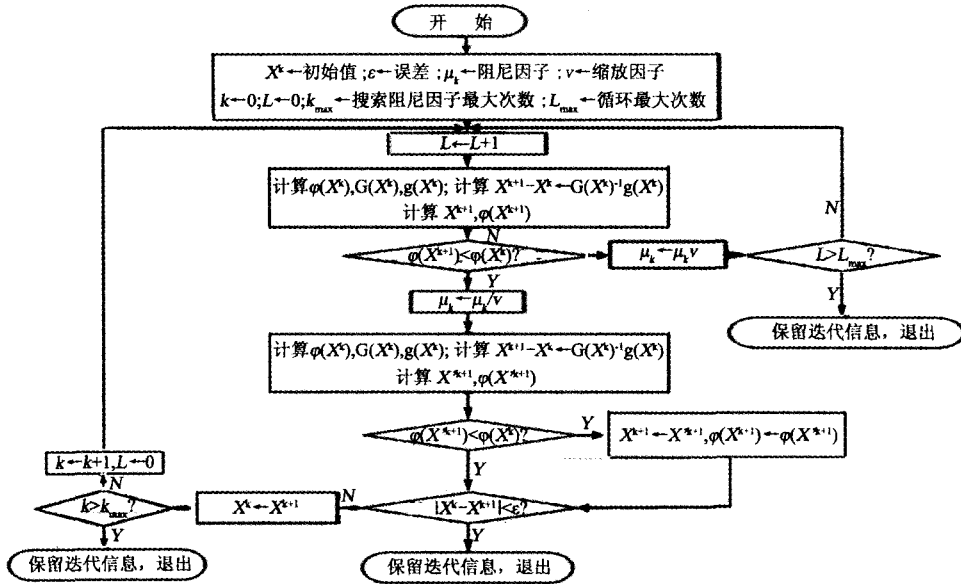 开 始
X^k←初始值;ε←误差;μ_k←阻尼因子;v←缩放因子
k←0;L←0;k_max←搜索阻尼因子最大次数;L_max←循环最大次数
L←L+1
计算φ(X^k),G(X^k),g(X^k); 计算 X^{k+1}-X^k←G(X^k)^{-1}g(X^k)
计算 X^{k+1},φ(X^{k+1})
N
φ(X^{k+1})<φ(X^k)?
μ_k←μ_k v
L>L_max?
N
Y
Y
μ_k←μ_k/v
保留迭代信息,退出
计算φ(X^k),G(X^k),g(X^k); 计算 X^{k+1}-X^k←G(X^k)^{-1}g(X^k)
计算 X'^{k+1},φ(X'^{k+1})
φ(X'^{k+1})<φ(X^k)?
Y
X^{k+1}←X'^{k+1},φ(X^{k+1})←φ(X'^{k+1})
Y
k←k+1,L←0
N
k>k_max?
X^k←X^{k+1}
N
|X^k-X^{k+1}|<ε?
Y
Y
保留迭代信息,退出
保留迭代信息,退出